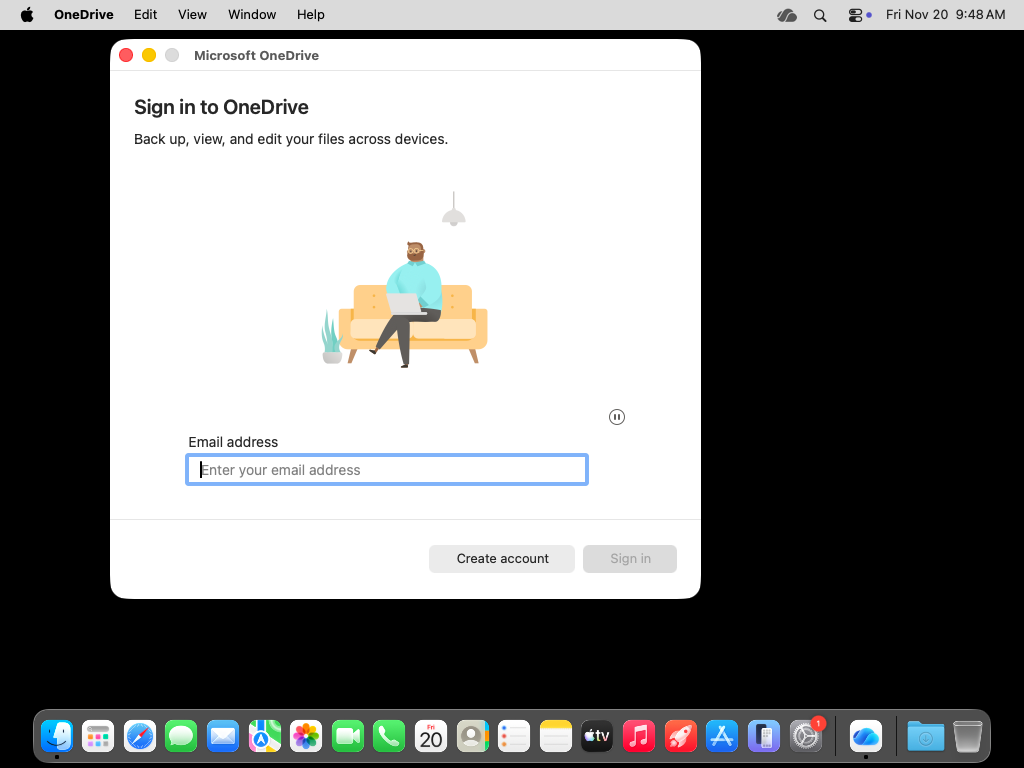 OneDrive Edit View Window Help Fri Nov 20 9:48 AM
Microsoft OneDrive
Sign in to OneDrive
Back up, view, and edit your files across devices.
Email address
Enter your email address
Create account Sign in
Fri
20
tv
1